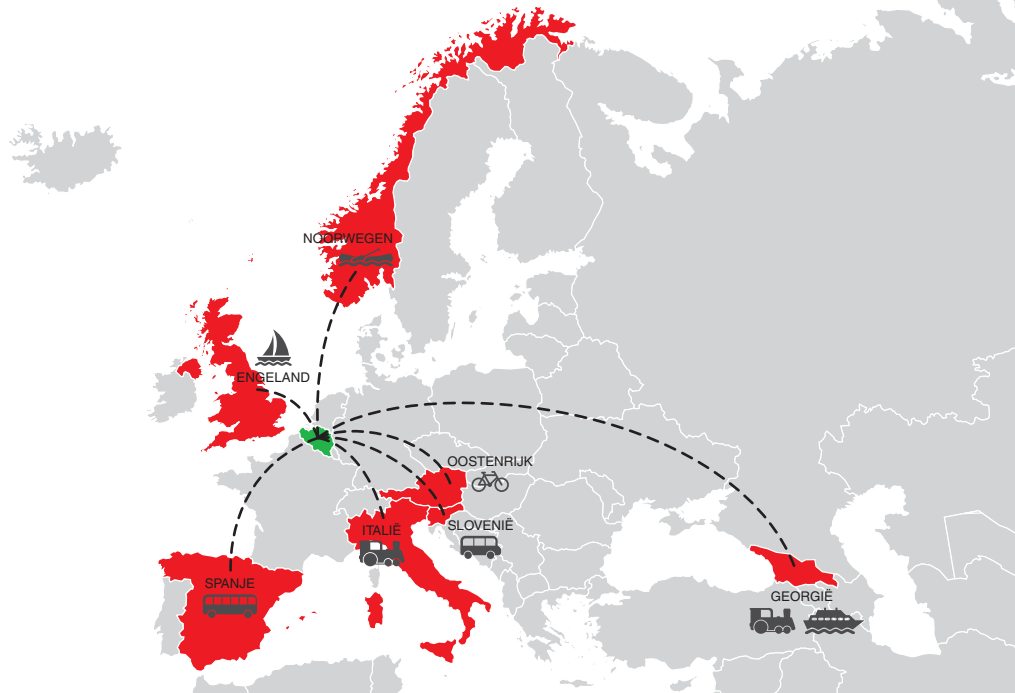 NOORWEGEN
ENGELAND
OOSTENRIJK
SLOVENIË
ITALIË
SPANJE
GEORGIË